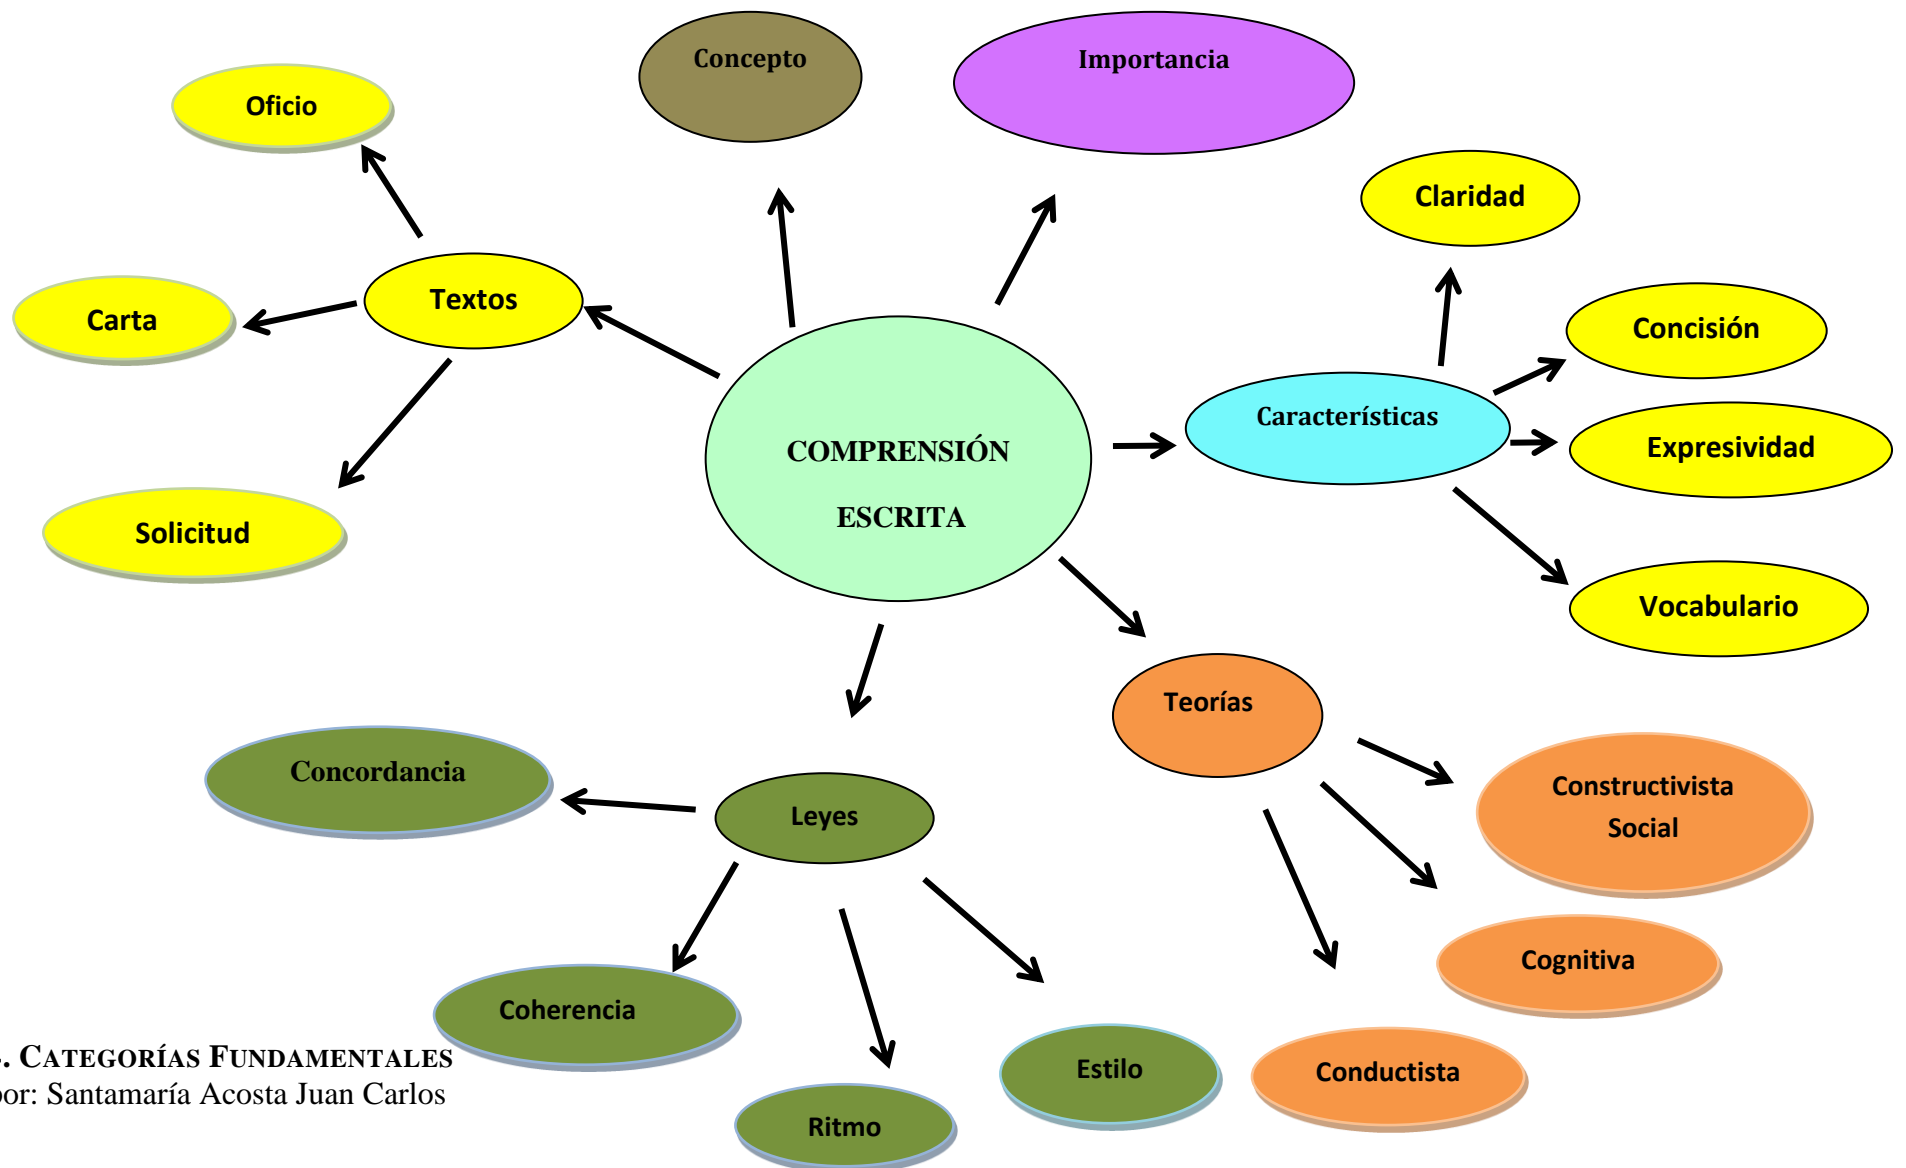 Concepto
Importancia
Oficio
Claridad
Textos
Carta
Concisión
Características
Expresividad
COMPRENSIÓN
ESCRITA
Solicitud
Vocabulario
Teorías
Concordancia
Leyes
Constructivista
Social
Cognitiva
Coherencia
Estilo
Conductista
Ritmo
. CATEGORÍAS FUNDAMENTALES
por: Santamaría Acosta Juan Carlos